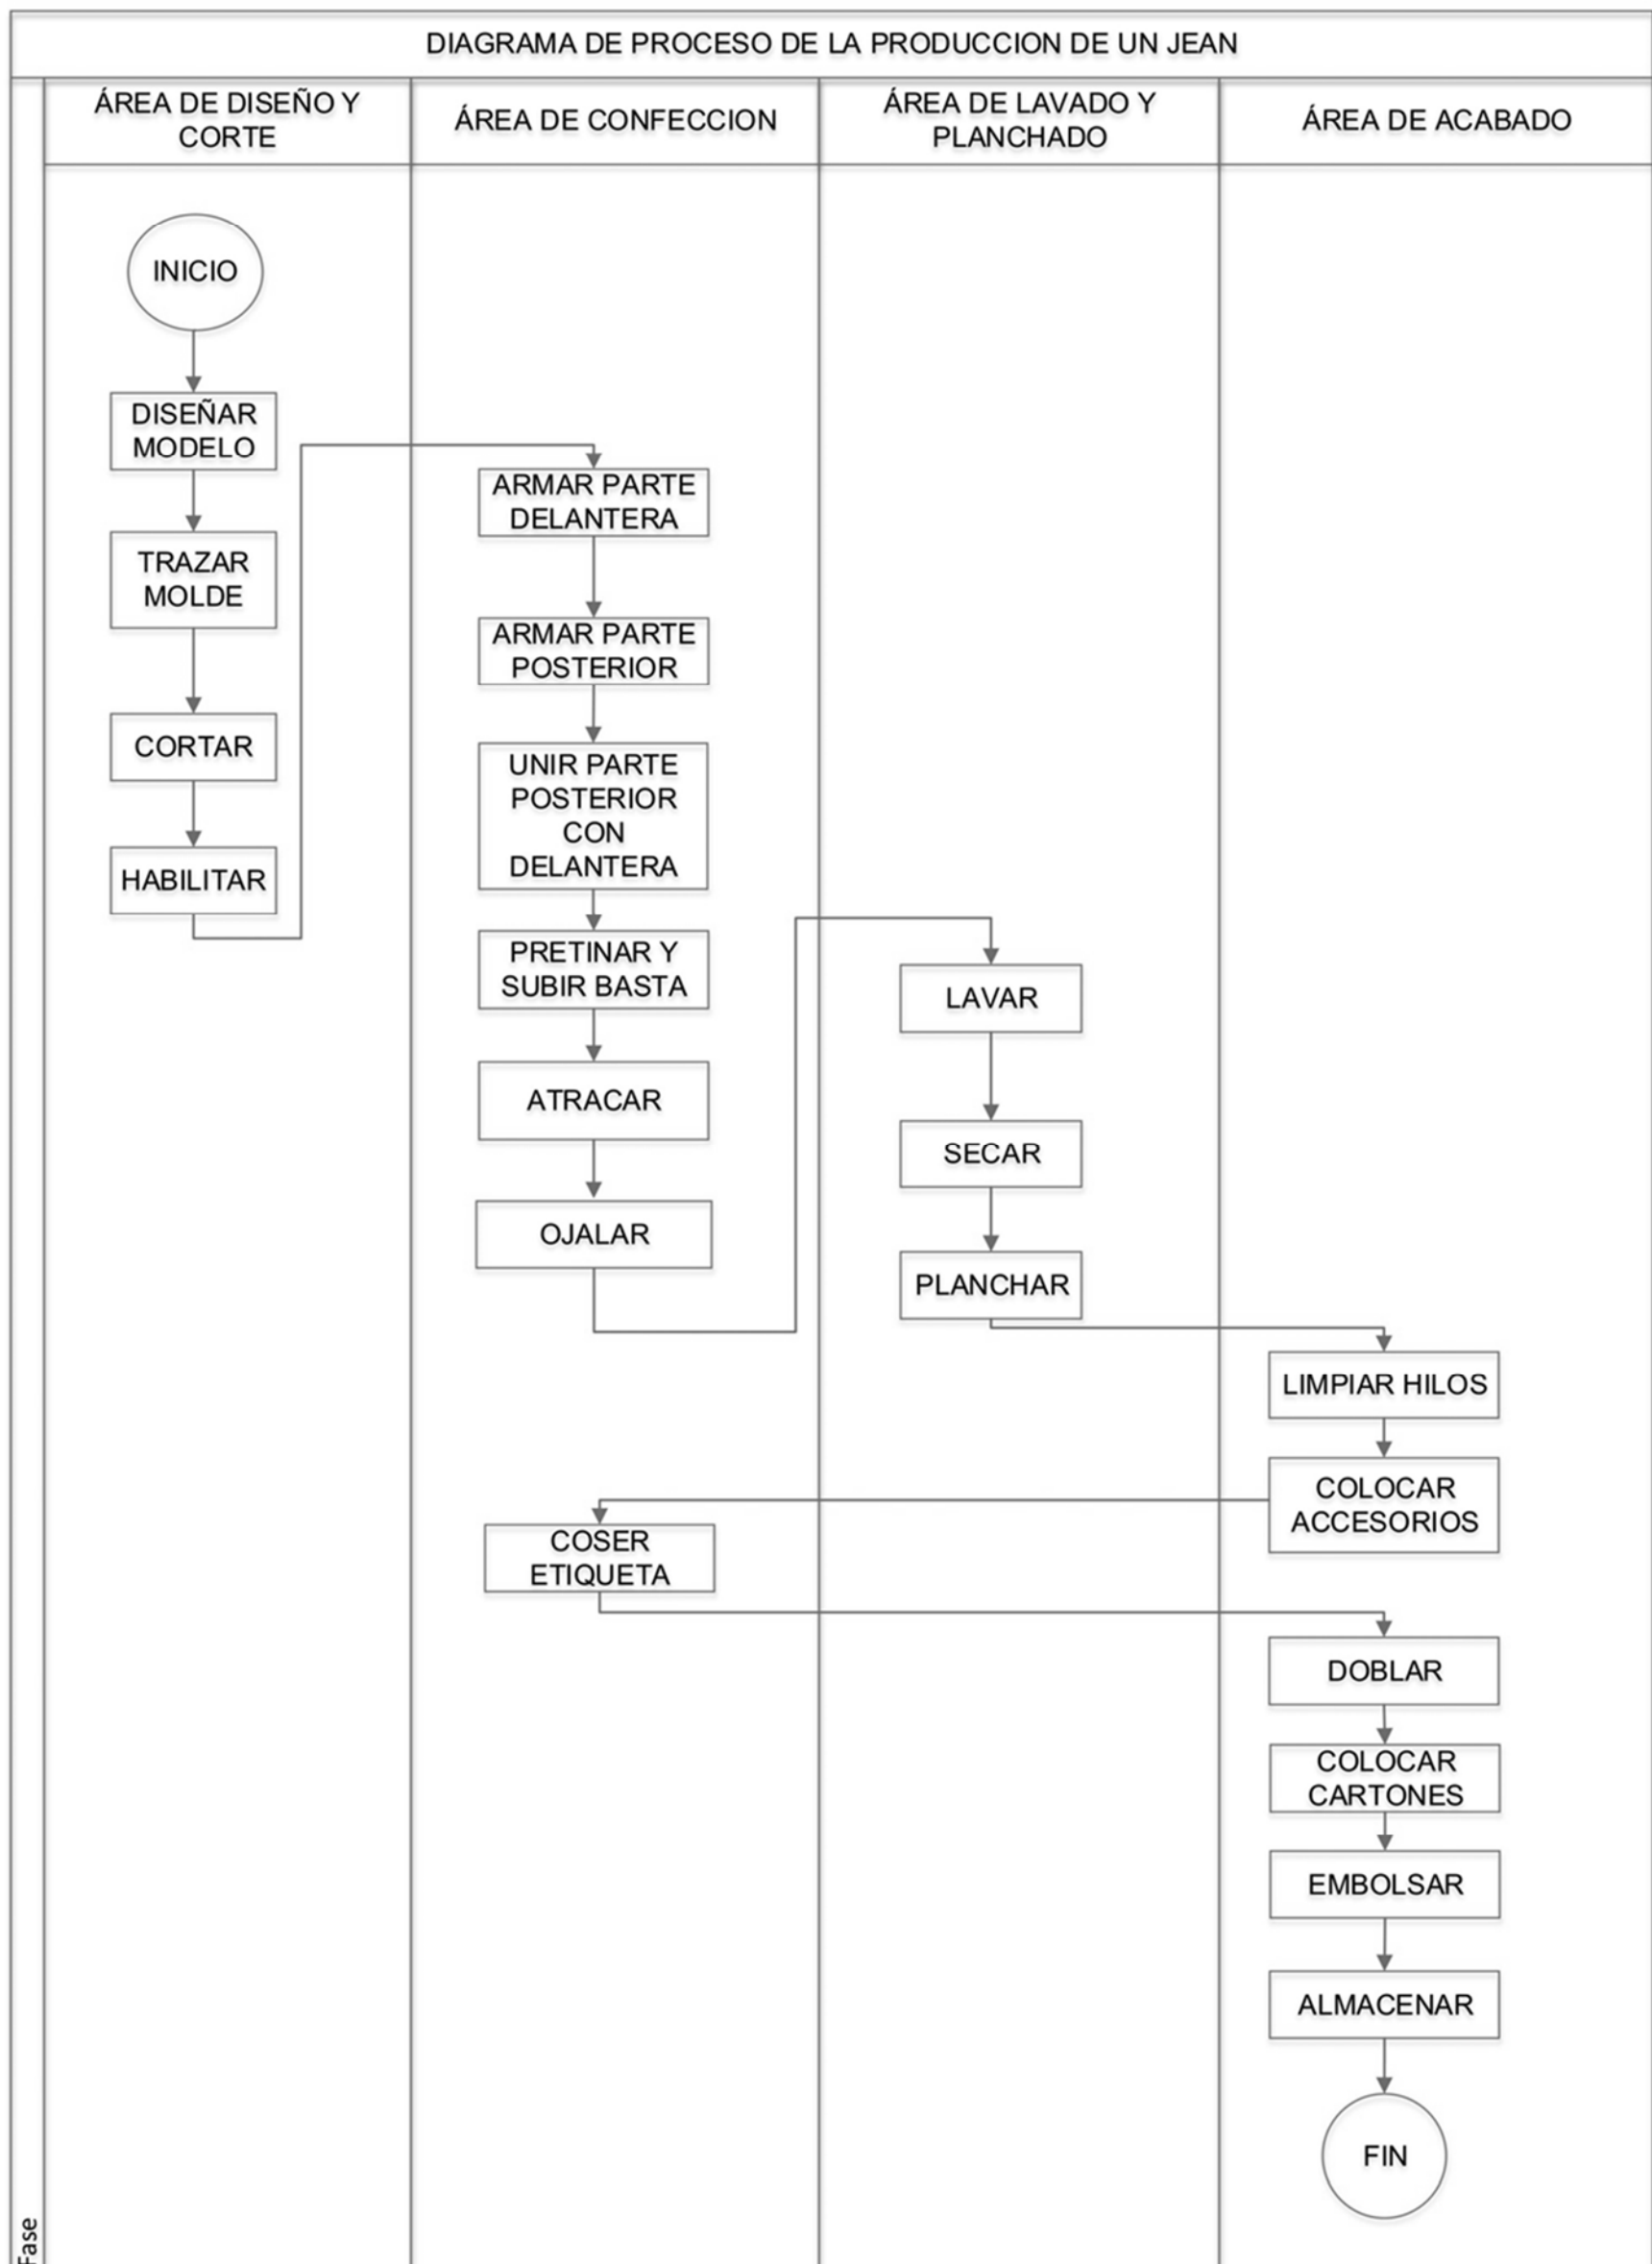 DIAGRAMA DE PROCESO DE LA PRODUCCION DE UN JEAN
ÁREA DE DISEÑO Y
CORTE
ÁREA DE CONFECCION
ÁREA DE LAVADO Y
PLANCHADO
ÁREA DE ACABADO
INICIO
DISEÑAR
MODELO
TRAZAR
MOLDE
CORTAR
HABILITAR
ARMAR PARTE
DELANTERA
ARMAR PARTE
POSTERIOR
UNIR PARTE
POSTERIOR
CON
DELANTERA
PRETINAR Y
SUBIR BASTA
ATRACAR
OJALAR
LAVAR
SECAR
PLANCHAR
LIMPIAR HILOS
COLOCAR
ACCESORIOS
COSER
ETIQUETA
DOBLAR
COLOCAR
CARTONES
EMBOLSAR
ALMACENAR
FIN
Fase